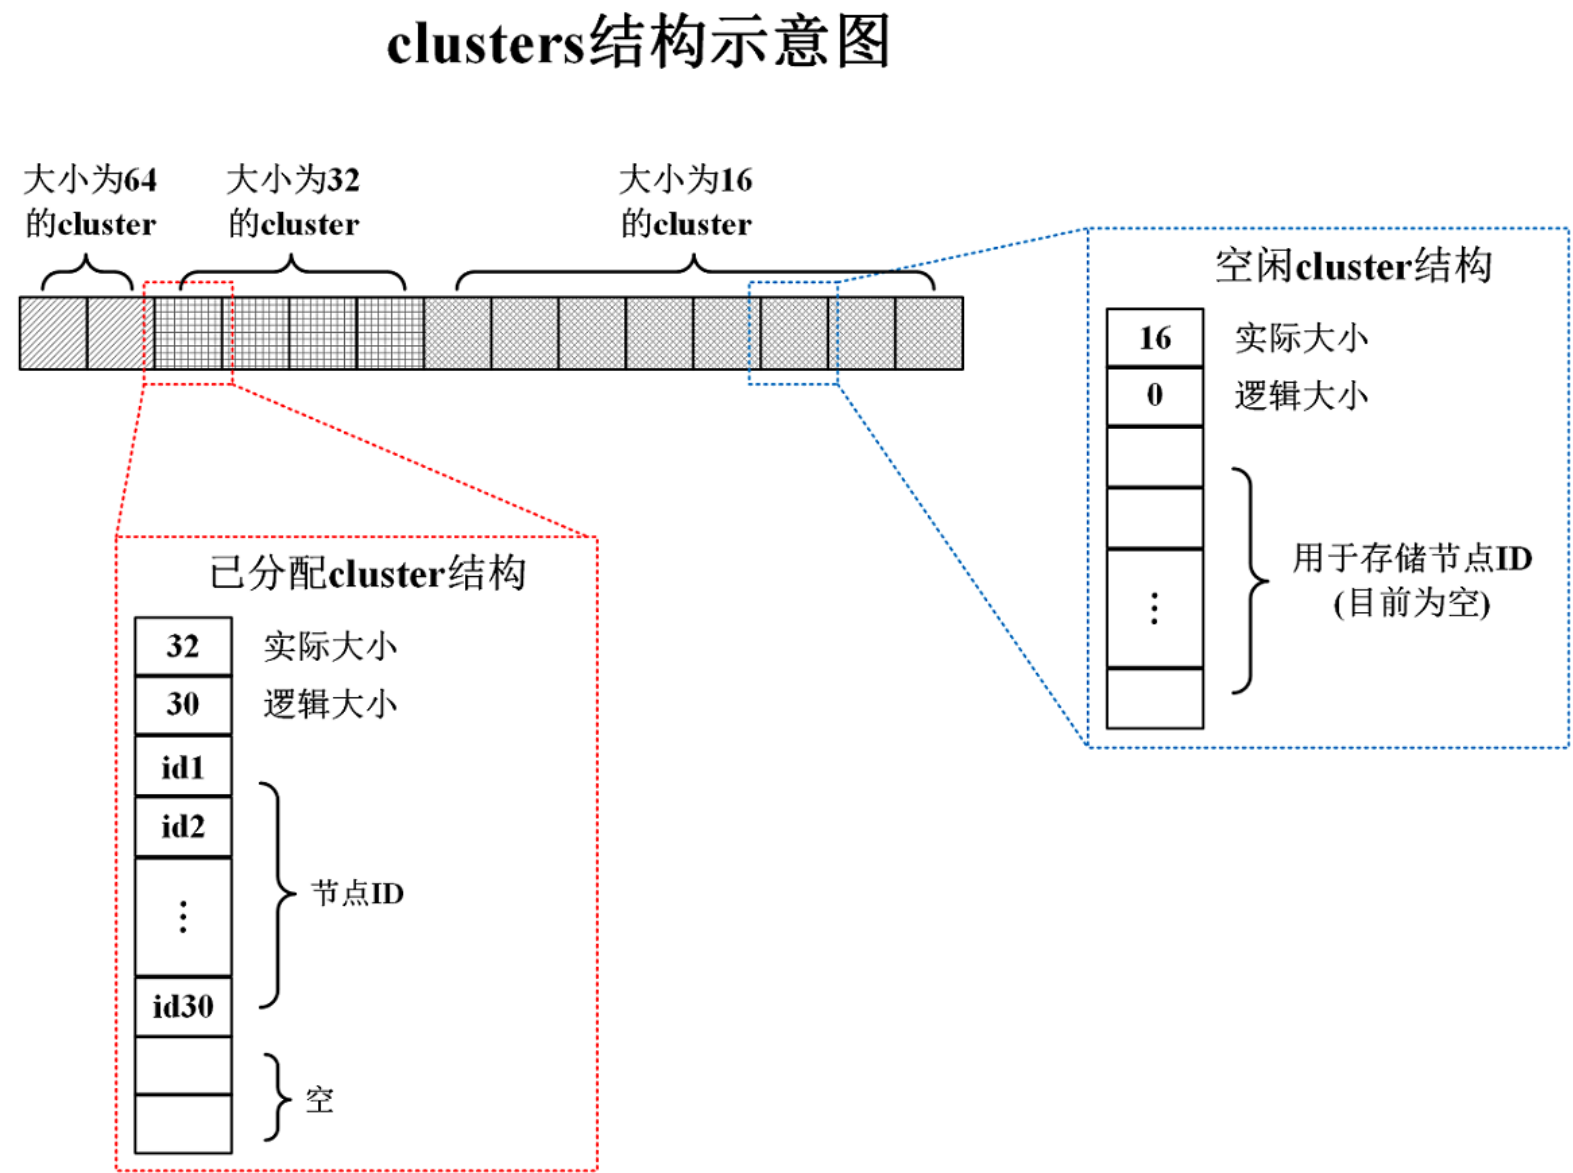 clusters结构示意图
大小为64
的cluster
大小为32
的cluster
大小为16
的cluster
空闲cluster结构
16
实际大小
0
逻辑大小
⋮
用于存储节点ID
(目前为空)
已分配cluster结构
32
实际大小
30
逻辑大小
id1
id2
⋮
节点ID
id30
空